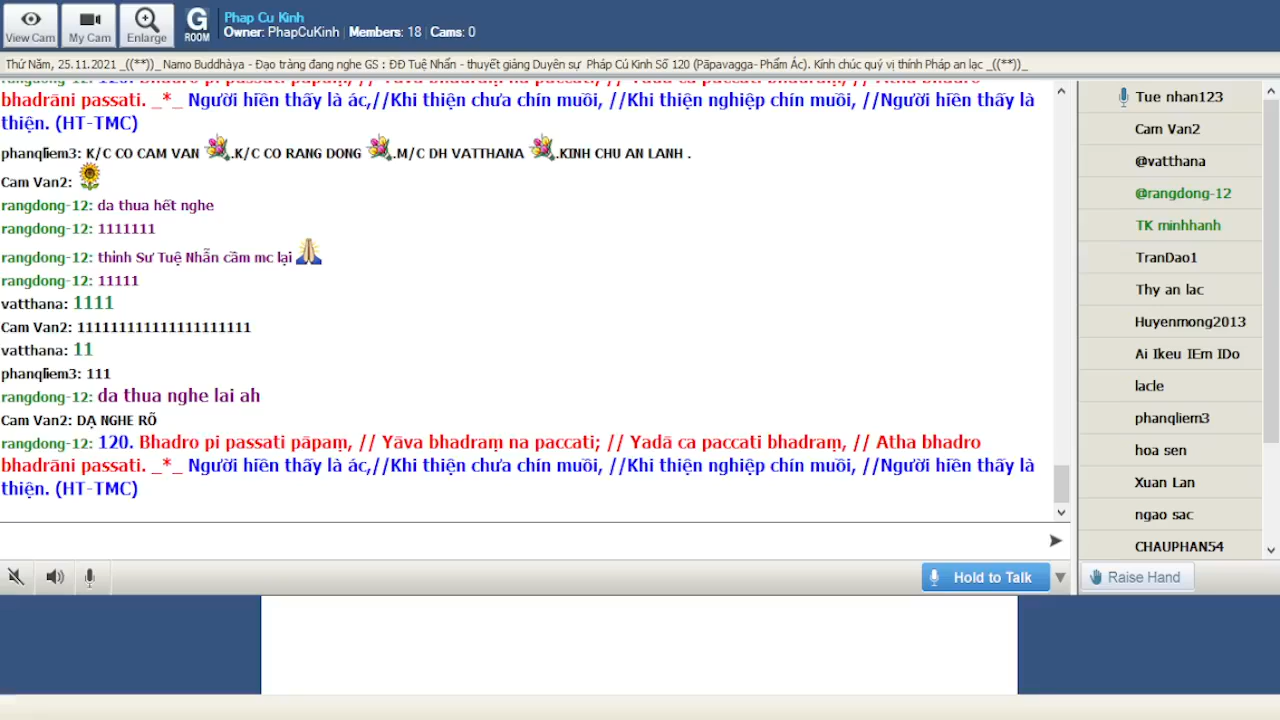 View Cam
My Cam
Enlarge
G
ROOM
Phap Cu Kinh
Owner: PhapCuKinh | Members: 18 | Cams: 0
Thứ Năm, 25.11.2021 _((**))_ Namo Buddhàya - Đạo tràng đang nghe GS : ĐĐ Tuệ Nhẫn - thuyết giảng Duyên sự Pháp Cú Kinh Số 120 (Pāpavagga- Phẩm Ác). Kính chúc quý vị thính Pháp an lạc _((**))_
bhadrāni passati. _*_ Người hiền thấy là ác,//Khi thiện chưa chín muồi, //Khi thiện nghiệp chín muồi, //Người hiền thấy là
thiện. (HT-TMC)
phanqliem3: K/C CO CAM VAN .K/C CO RANG DONG .M/C DH VATTHANA .KINH CHU AN LANH .
Cam Van2:
rangdong-12: da thua hết nghe
rangdong-12: 1111111
rangdong-12: thỉnh Sư Tuệ Nhẫn cầm mc lại
rangdong-12: 11111
vatthana: 1111
Cam Van2: 111111111111111111111
vatthana: 11
phanqliem3: 111
rangdong-12: da thua nghe lai ah
Cam Van2: DẠ NGHE RÕ
rangdong-12: 120. Bhadro pi passati pāpaṃ, // Yāva bhadraṃ na paccati; // Yadā ca paccati bhadraṃ, // Atha bhadro
bhadrāni passati. _*_ Người hiền thấy là ác,//Khi thiện chưa chín muồi, //Khi thiện nghiệp chín muồi, //Người hiền thấy là
thiện. (HT-TMC)
Tue nhan123
Cam Van2
@vatthana
@rangdong-12
TK minhhanh
TranDao1
Thy an lac
Huyenmong2013
Ai Ikeu IEm IDo
lacle
phanqliem3
hoa sen
Xuan Lan
ngao sac
CHAUPHAN54
Hold to Talk
Raise Hand